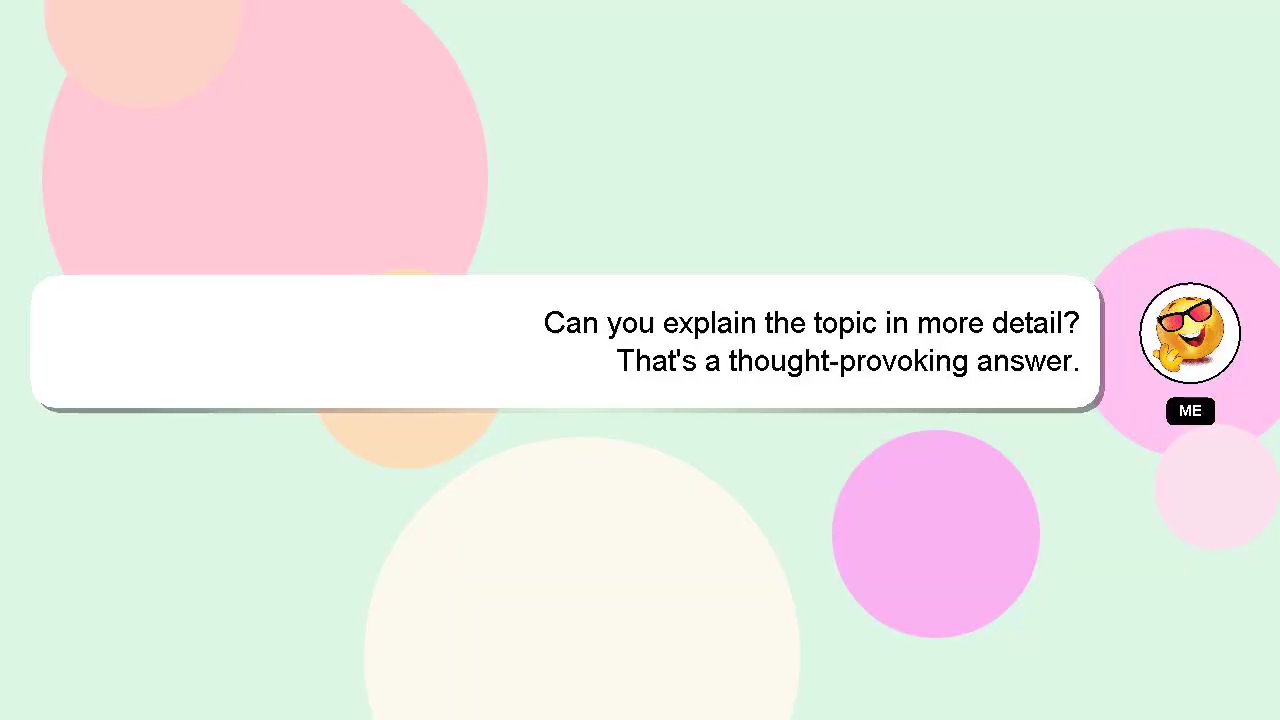 Can you explain the topic in more detail?
That's a thought-provoking answer.
ME